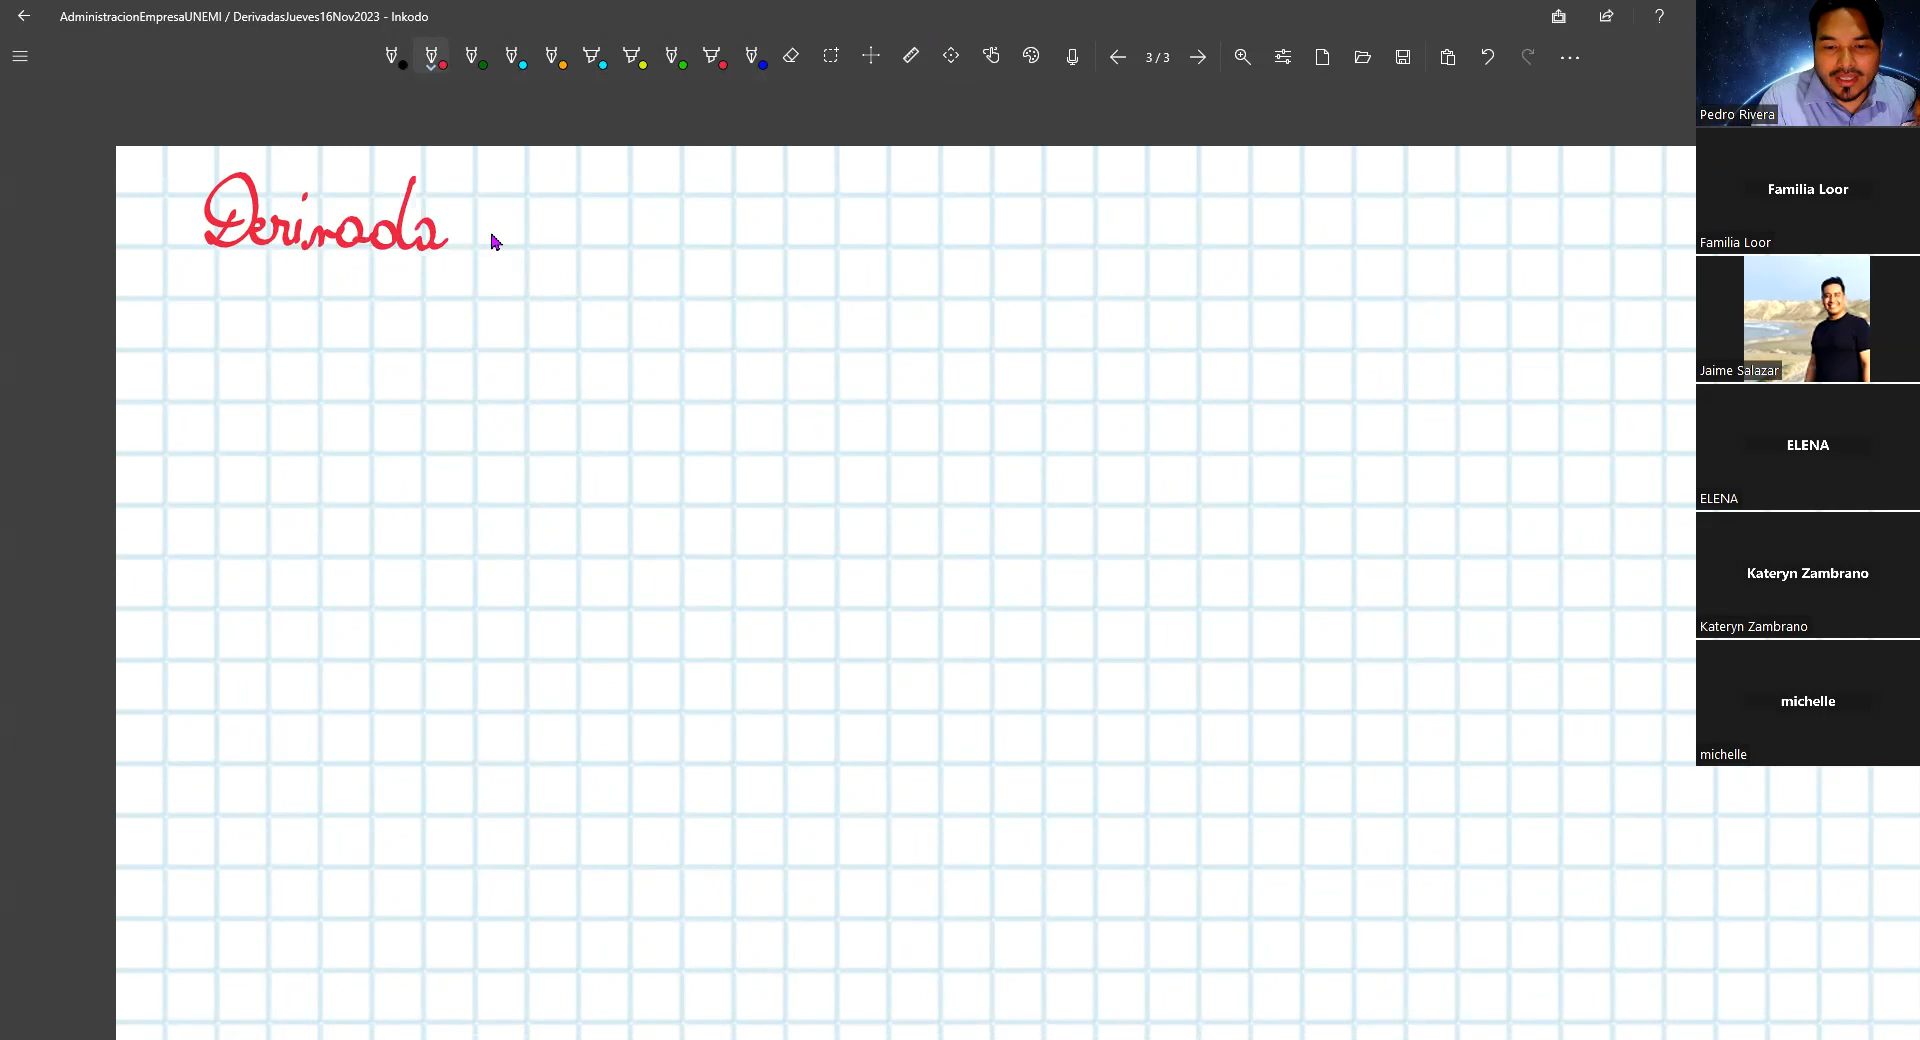 AdministracionEmpresaUNEMI / DerivadasJueves16Nov2023 - Inkodo
3 / 3
Derivada
Pedro Rivera
Familia Loor
Familia Loor
Jaime Salazar
ELENA
ELENA
Kateryn Zambrano
Kateryn Zambrano
michelle
michelle